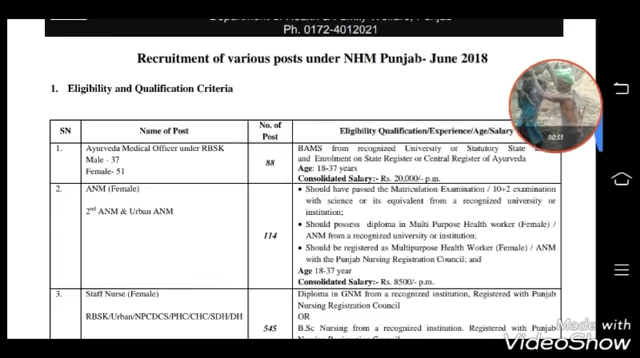 Department of Health & Family Welfare, Punjab
Ph. 0172-4012021
Recruitment of various posts under NHM Punjab- June 2018
1. Eligibility and Qualification Criteria
SN Name of Post No. of Post Eligibility Qualification/Experience/Age/Salary
1. Ayurveda Medical Officer under RBSK
Male - 37
Female- 51
88
BAMS from recognized University or Statutory State
and Enrolment on State Register or Central Register of Ayurveda
Age: 18-37 years
Consolidated Salary:- Rs. 20,000/- p.m.
2. ANM (Female)
2nd ANM & Urban ANM
114
• Should have passed the Matriculation Examination / 10+2 examination
with science or its equivalent from a recognized university or
institution;
• Should possess diploma in Multi Purpose Health worker (Female) /
ANM from a recognized university or institution;
• Should be registered as Multipurpose Health Worker (Female) / ANM
with the Punjab Nursing Registration Council; and
Age 18-37 year
Consolidated Salary:- Rs 8500/- p.m.
3. Staff Nurse (Female)
RBSK/Urban/NPCDCS/PHC/CHC/SDH/DH
545
Diploma in GNM from a recognized institution, Registered with Punjab
Nursing Registration Council
OR
B.Sc Nursing from a recognized institution. Registered with Punjab
00:53
Made with
VideoShow